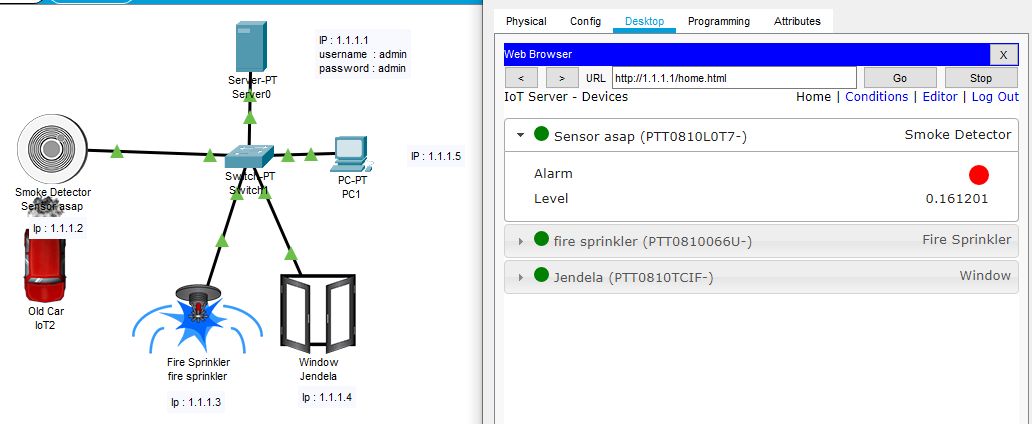 IP : 1.1.1.1
username : admin
password : admin
Server-PT
Server0
Smoke Detector
Sensor asap
Ip : 1.1.1.2
Switch-PT
Switch1
PC-PT
PC1
IP : 1.1.1.5
Old Car
IoT2
Fire Sprinkler
fire sprinkler
Ip : 1.1.1.3
Window
Jendela
Ip : 1.1.1.4
Physical Config Desktop Programming Attributes
Web Browser X
< > URL http://1.1.1.1/home.html Go Stop
IoT Server - Devices Home | Conditions | Editor | Log Out
Sensor asap (PTT0810L0T7-) Smoke Detector
Alarm
Level 0.161201
fire sprinkler (PTT0810066U-) Fire Sprinkler
Jendela (PTT0810TCIF-) Window